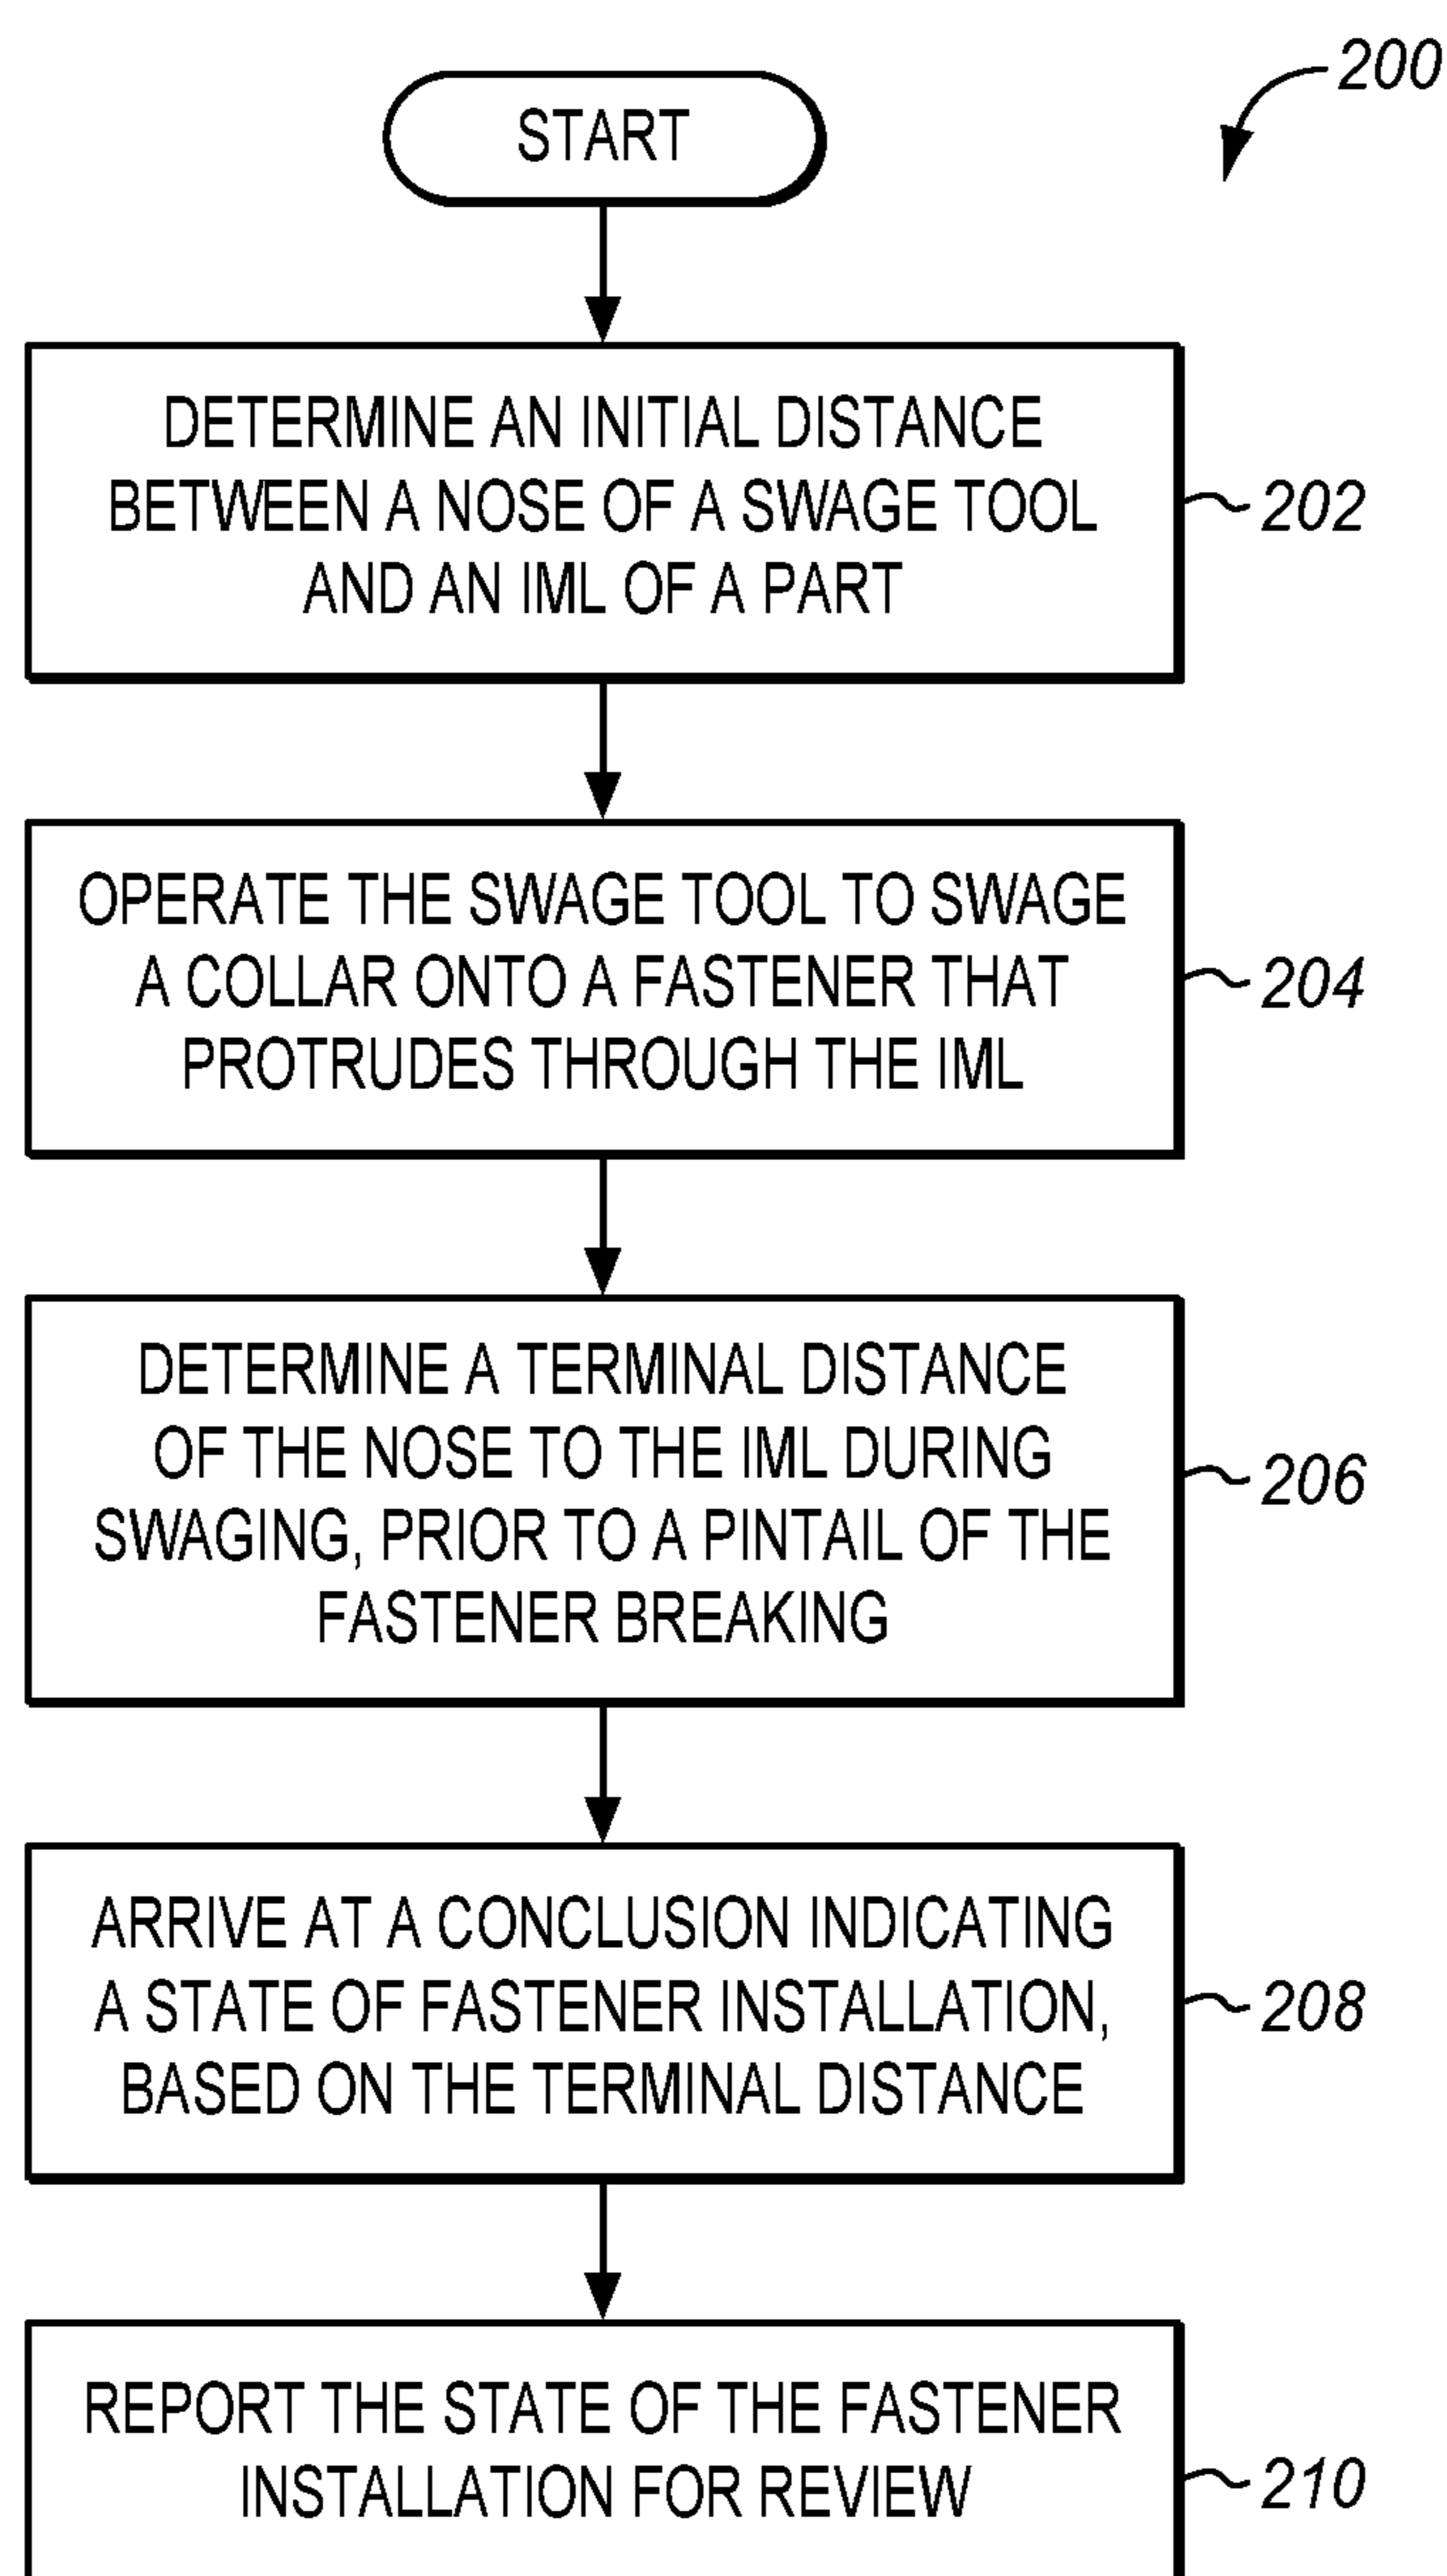 200
START
DETERMINE AN INITIAL DISTANCE
BETWEEN A NOSE OF A SWAGE TOOL
AND AN IML OF A PART
202
OPERATE THE SWAGE TOOL TO SWAGE
A COLLAR ONTO A FASTENER THAT
PROTRUDES THROUGH THE IML
204
DETERMINE A TERMINAL DISTANCE
OF THE NOSE TO THE IML DURING
SWAGING, PRIOR TO A PINTAIL OF THE
FASTENER BREAKING
206
ARRIVE AT A CONCLUSION INDICATING
A STATE OF FASTENER INSTALLATION,
BASED ON THE TERMINAL DISTANCE
208
REPORT THE STATE OF THE FASTENER
INSTALLATION FOR REVIEW
210